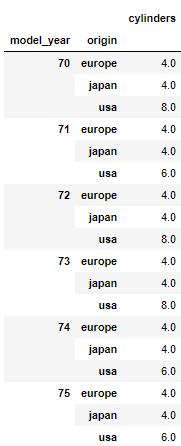 cylinders
model_year origin
70 europe 4.0
japan 4.0
usa 8.0
71 europe 4.0
japan 4.0
usa 6.0
72 europe 4.0
japan 4.0
usa 8.0
73 europe 4.0
japan 4.0
usa 8.0
74 europe 4.0
japan 4.0
usa 6.0
75 europe 4.0
japan 4.0
usa 6.0